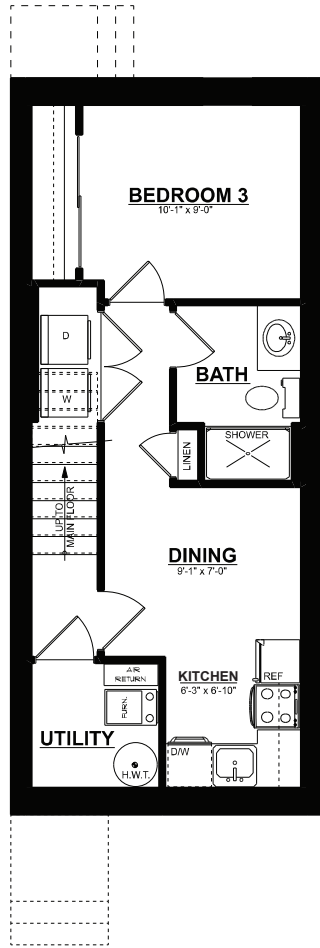 BEDROOM 3
10'-1" x 9'-0"
D
W
BATH
SHOWER
LINEN
UP TO
MAIN FLOOR
DINING
9'-1" x 7'-0"
KITCHEN
6'-3" x 6'-10"
REF
AIR
RETURN
FURN.
UTILITY
H.W.T.
D/W